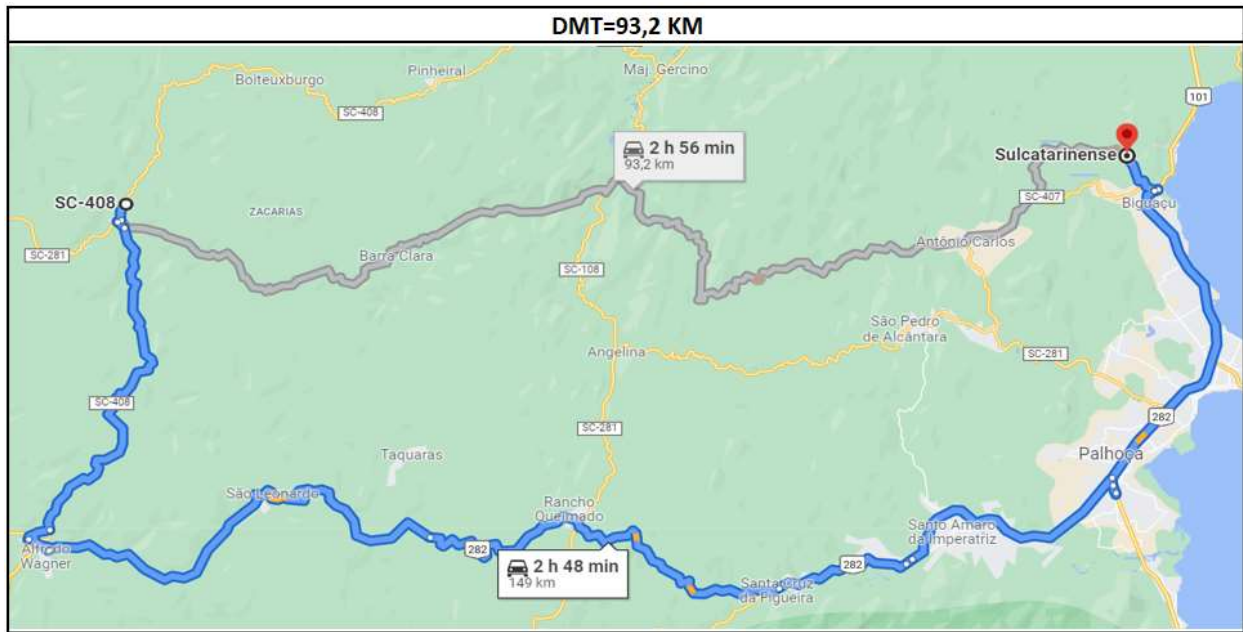 DMT=93,2 KM
Maj. Gercino
Pinheiral
Boiteuxburgo
101
SC-408
2 h 56 min
93,2 km
Sulcatarinense
SC-407
Biguaçu
SC-408
ZACARIAS
Antônio Carlos
SC-281
Barra Clara
SC-108
São Pedro
de Alcântara
Angelina
SC-281
SC-408
282
SC-281
Palhoça
Taquaras
São Leonardo
Rancho
Queimado
Santo Amaro
da Imperatriz
Alfredo
Wagner
282
2 h 48 min
149 km
282
Santa Cruz
da Figueira